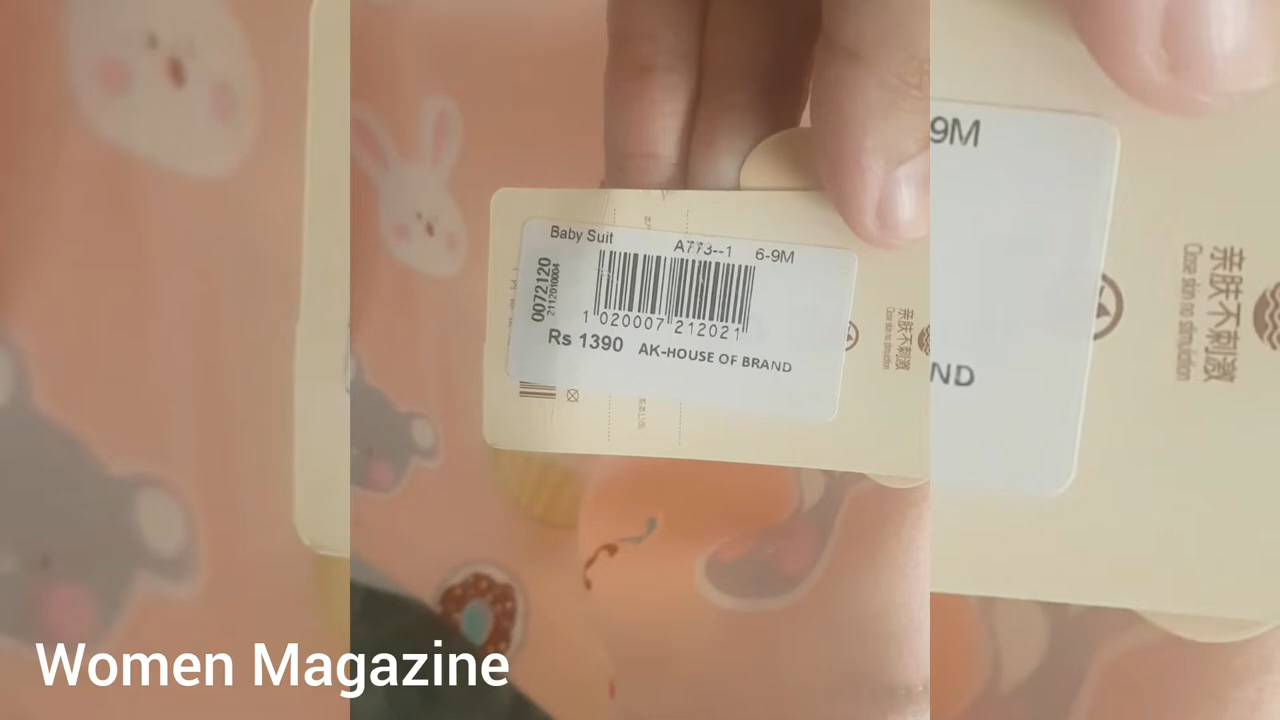 Baby Suit A773--1 6-9M
0072120
2112010004
1 020007 212021
Rs 1390 AK-HOUSE OF BRAND
亲肤不刺激
Close skin no stimulation
9M
ND
亲肤不刺激
Close skin no stimulation
Women Magazine